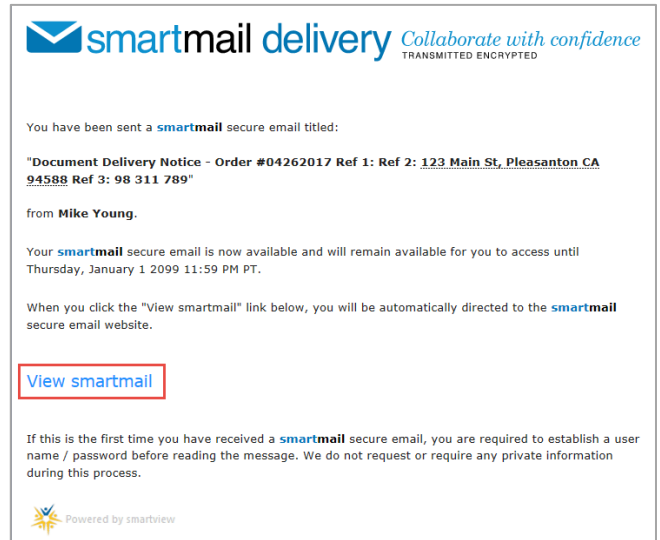 smartmail delivery Collaborate with confidence
TRANSMITTED ENCRYPTED
You have been sent a smartmail secure email titled:
"Document Delivery Notice - Order #04262017 Ref 1: Ref 2: 123 Main St, Pleasanton CA
94588 Ref 3: 98 311 789"
from Mike Young.
Your smartmail secure email is now available and will remain available for you to access until
Thursday, January 1 2099 11:59 PM PT.
When you click the "View smartmail" link below, you will be automatically directed to the smartmail
secure email website.
View smartmail
If this is the first time you have received a smartmail secure email, you are required to establish a user
name / password before reading the message. We do not request or require any private information
during this process.
Powered by smartview